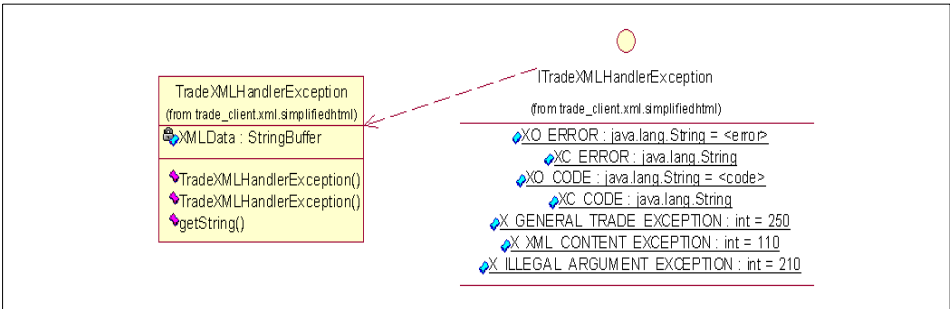 TradeXMLHandlerException
(from trade_client.xml.simplifiedhtml)
XMLData : StringBuffer
TradeXMLHandlerException()
TradeXMLHandlerException()
getString()
ITradeXMLHandlerException
(from trade_client.xml.simplifiedhtml)
XO_ERROR : java.lang.String = <error>
XC_ERROR : java.lang.String
XO_CODE : java.lang.String = <code>
XC_CODE : java.lang.String
X_GENERAL_TRADE_EXCEPTION : int = 250
X_XML_CONTENT_EXCEPTION : int = 110
X_ILLEGAL_ARGUMENT_EXCEPTION : int = 210